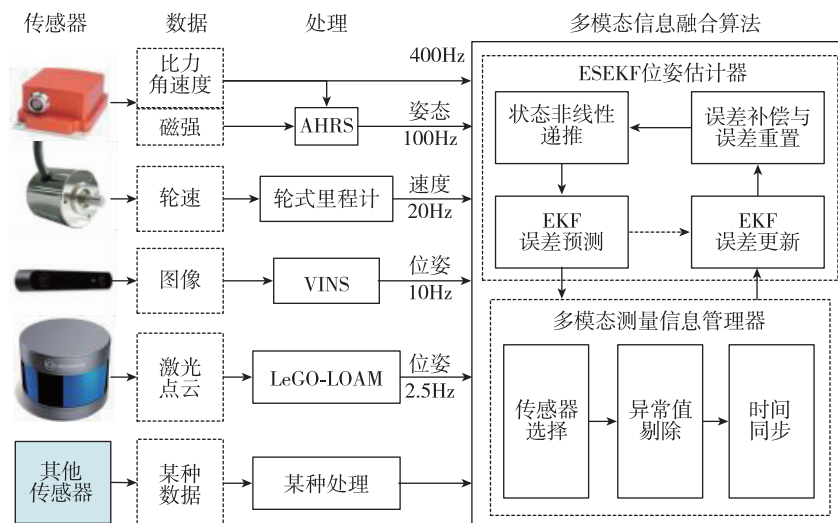 传感器
数据
处理
多模态信息融合算法
比力
角速度
400Hz
磁强
AHRS
姿态
100Hz
轮速
轮式里程计
速度
20Hz
图像
VINS
位姿
10Hz
激光
点云
LeGO-LOAM
位姿
2.5Hz
其他
传感器
某种
数据
某种处理
ESEKF位姿估计器
状态非线性
递推
误差补偿与
误差重置
EKF
误差预测
EKF
误差更新
多模态测量信息管理器
传感器
选择
异常值
剔除
时间
同步